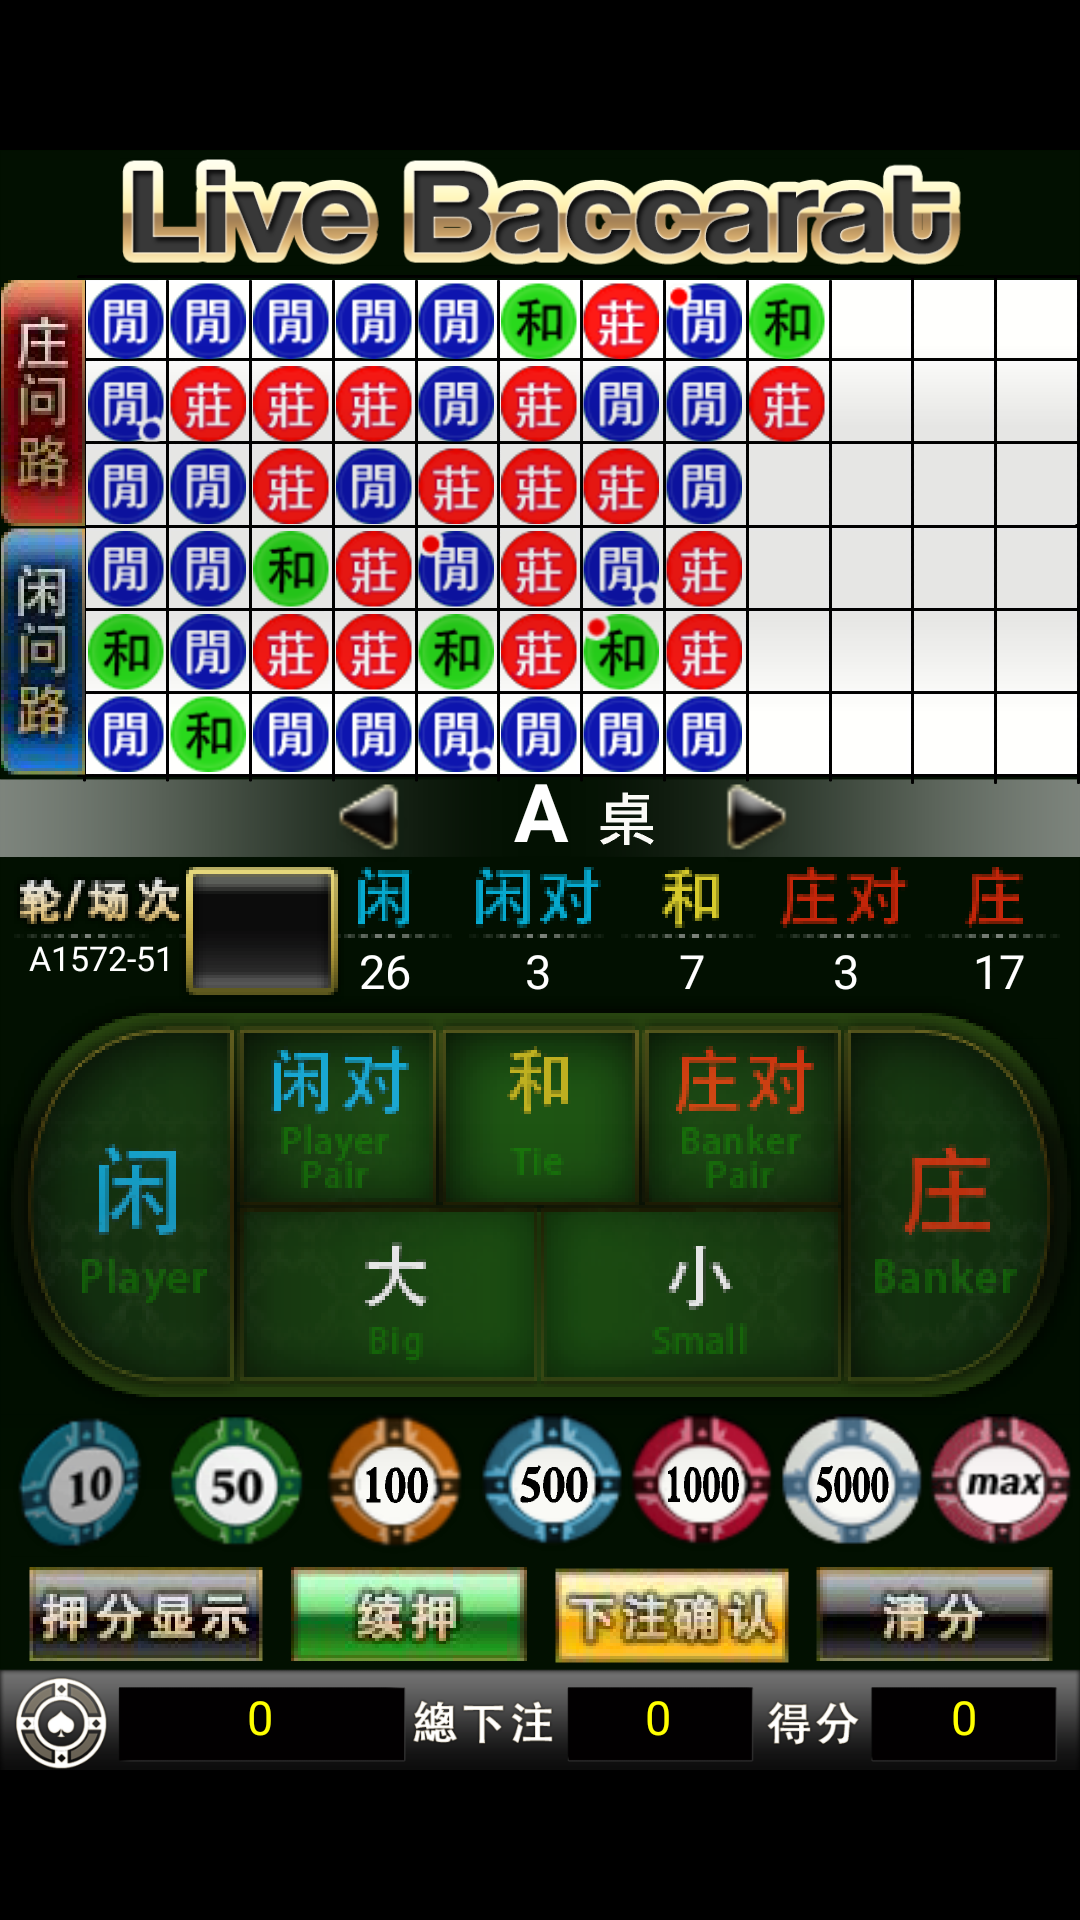 Live Baccarat
庄问路
闲问路
閒 閒 閒 閒 閒 和 莊 閒 和
閒 莊 莊 莊 閒 莊 閒 閒 莊
閒 閒 莊 閒 莊 莊 莊 閒
閒 閒 和 莊 閒 莊 閒 莊
和 閒 莊 莊 和 莊 和 莊
閒 和 閒 閒 閒 閒 閒 閒
A 桌
轮/场次 闲 闲对 和 庄对 庄
A1572-51 26 3 7 3 17
闲对 和 庄对
Player Pair Tie Banker Pair
闲 庄
Player Banker
大 小
Big Small
10 50 100 500 1000 5000 max
押分显示 续押 下注确认 清分
0 總下注 0 得分 0